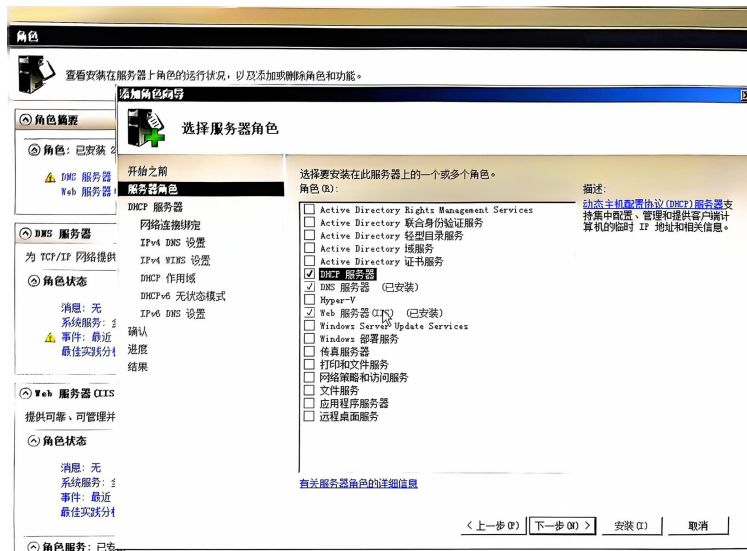 角色
查看安装在服务器上角色的运行状况，以及添加或删除角色和功能。
角色摘要
角色：已安装 2
DNS 服务器
Web 服务器
DNS 服务器
为 TCP/IP 网络提供
角色状态
消息：无
系统服务：
事件：最近
最佳实践分
Web 服务器(IIS
提供可靠、可管理并
角色状态
消息：无
系统服务：
事件：最近
最佳实践分
角色服务：已安
添加角色向导
选择服务器角色
开始之前
服务器角色
DHCP 服务器
网络连接绑定
IPv4 DNS 设置
IPv4 WINS 设置
DHCP 作用域
DHCPv6 无状态模式
IPv6 DNS 设置
确认
进度
结果
选择要安装在此服务器上的一个或多个角色。
角色(R):
Active Directory Rights Management Services
Active Directory 联合身份验证服务
Active Directory 轻型目录服务
Active Directory 域服务
Active Directory 证书服务
DHCP 服务器
DNS 服务器 (已安装)
Hyper-V
Web 服务器(IIS) (已安装)
Windows Server Update Services
Windows 部署服务
传真服务器
打印和文件服务
网络策略和访问服务
文件服务
应用程序服务器
远程桌面服务
有关服务器角色的详细信息
描述:
动态主机配置协议(DHCP)服务器支
持集中配置、管理和提供客户端计
算机的临时 IP 地址和相关信息。
< 上一步(P)
下一步(N) >
安装(I)
取消